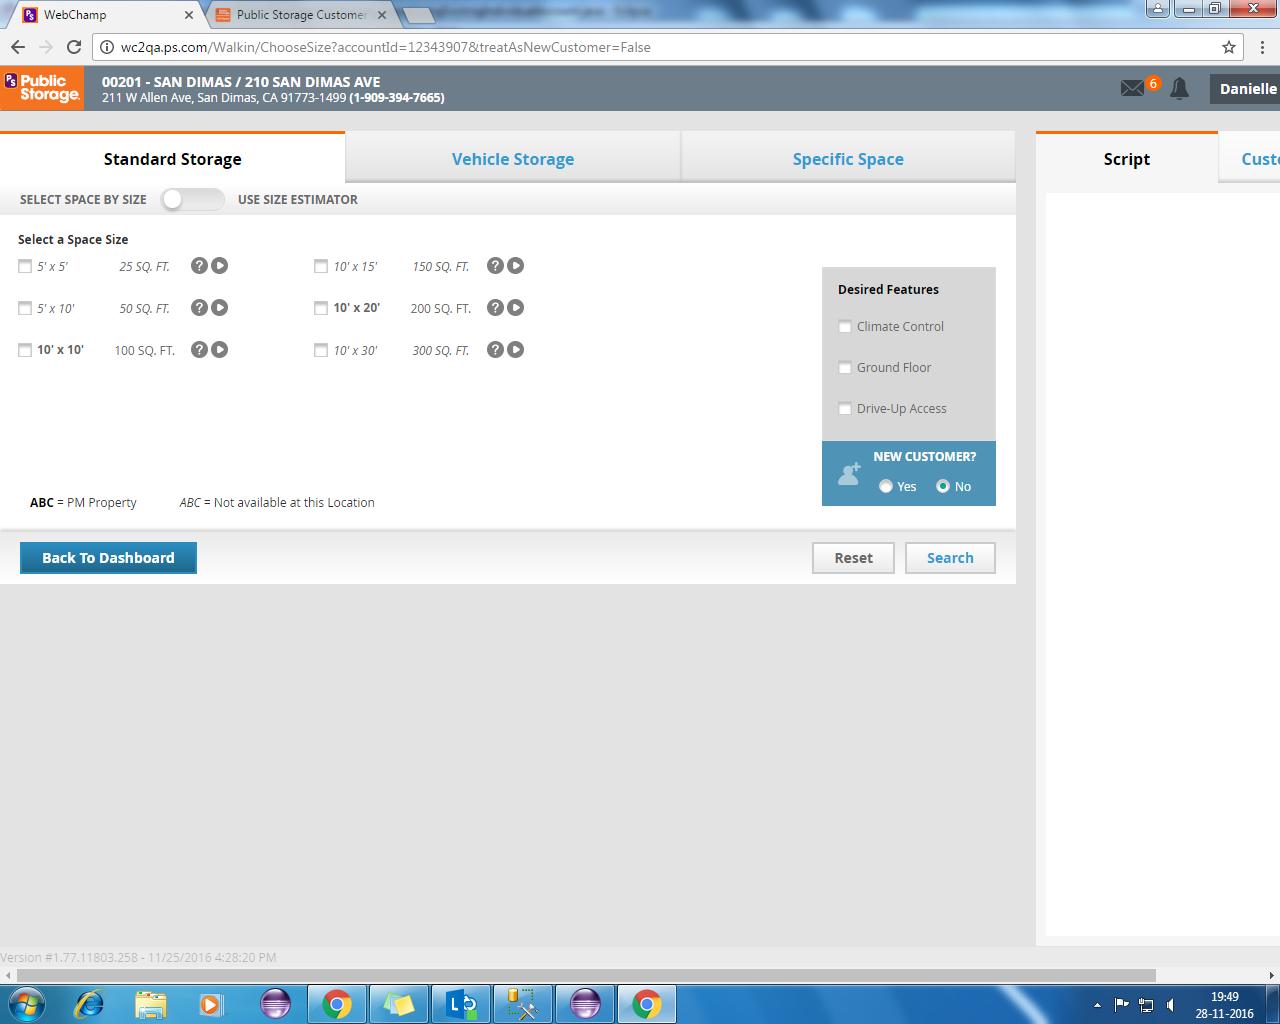 WebChamp
Public Storage Customer
wc2qa.ps.com/Walkin/ChooseSize?accountId=12343907&treatAsNewCustomer=False
PS Public Storage.
00201 - SAN DIMAS / 210 SAN DIMAS AVE
211 W Allen Ave, San Dimas, CA 91773-1499 (1-909-394-7665)
6
Danielle
Standard Storage
Vehicle Storage
Specific Space
Script
Custo
SELECT SPACE BY SIZE
USE SIZE ESTIMATOR
Select a Space Size
5' x 5' 25 SQ. FT. ?
10' x 15' 150 SQ. FT. ?
5' x 10' 50 SQ. FT. ?
10' x 20' 200 SQ. FT. ?
10' x 10' 100 SQ. FT. ?
10' x 30' 300 SQ. FT. ?
Desired Features
Climate Control
Ground Floor
Drive-Up Access
NEW CUSTOMER?
Yes No
ABC = PM Property
ABC = Not available at this Location
Back To Dashboard
Reset
Search
Version #1.77.11803.258 - 11/25/2016 4:28:20 PM
19:49
28-11-2016